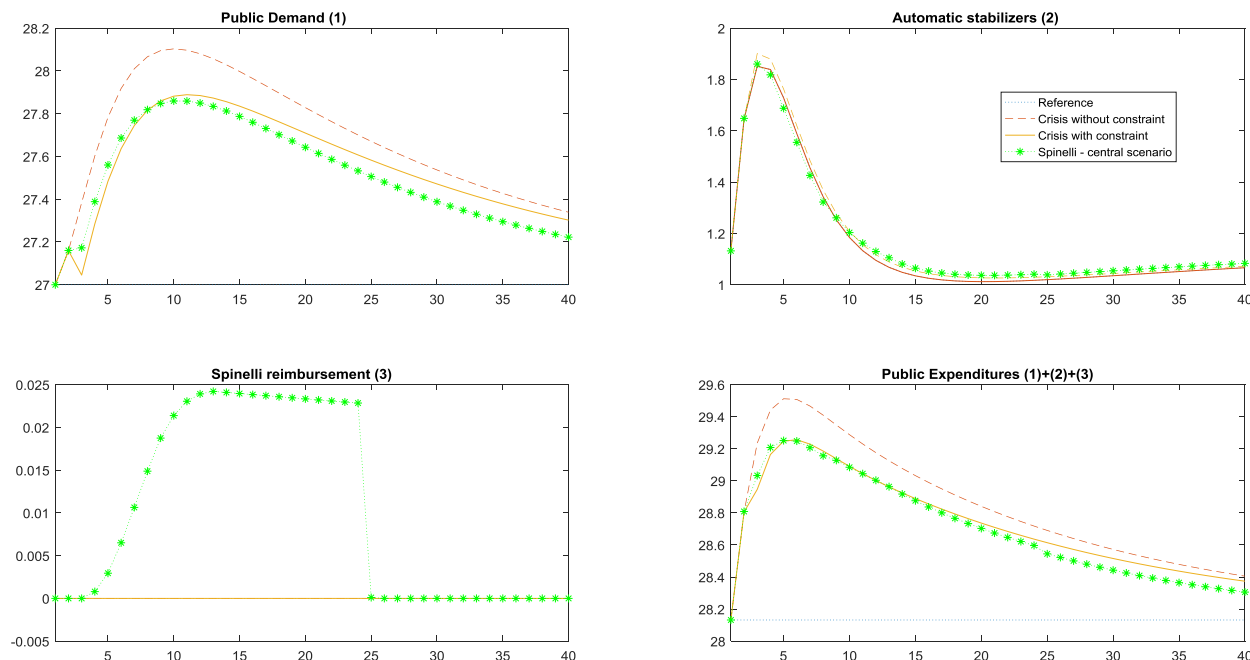 Public Demand (1)
28.2
28
27.8
27.6
27.4
27.2
27
5 10 15 20 25 30 35 40
Automatic stabilizers (2)
2
1.8
1.6
1.4
1.2
1
5 10 15 20 25 30 35 40
Reference
Crisis without constraint
Crisis with constraint
Spinelli - central scenario
Spinelli reimbursement (3)
0.025
0.02
0.015
0.01
0.005
0
-0.005
5 10 15 20 25 30 35 40
Public Expenditures (1)+(2)+(3)
29.6
29.4
29.2
29
28.8
28.6
28.4
28.2
28
5 10 15 20 25 30 35 40